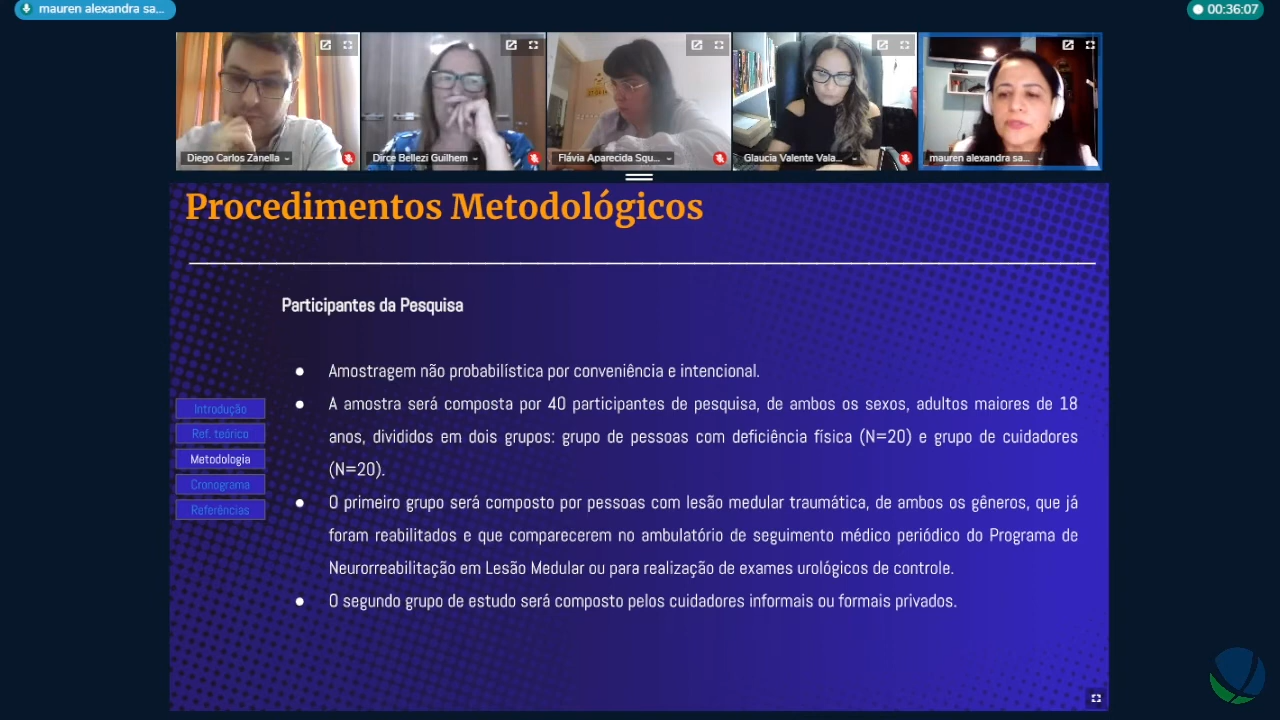 mauren alexandra sa...
00:36:07
Diego Carlos Zanella
Dirce Bellezi Guilhem
Flávia Aparecida Squ...
Glaucia Valente Vala...
mauren alexandra sa...
Procedimentos Metodológicos
Participantes da Pesquisa
● Amostragem não probabilística por conveniência e intencional.
● A amostra será composta por 40 participantes de pesquisa, de ambos os sexos, adultos maiores de 18
anos, divididos em dois grupos: grupo de pessoas com deficiência física (N=20) e grupo de cuidadores
(N=20).
● O primeiro grupo será composto por pessoas com lesão medular traumática, de ambos os gêneros, que já
foram reabilitados e que comparecerem no ambulatório de seguimento médico periódico do Programa de
Neurorreabilitação em Lesão Medular ou para realização de exames urológicos de controle.
● O segundo grupo de estudo será composto pelos cuidadores informais ou formais privados.
Introdução
Ref. teórico
Metodologia
Cronograma
Referências